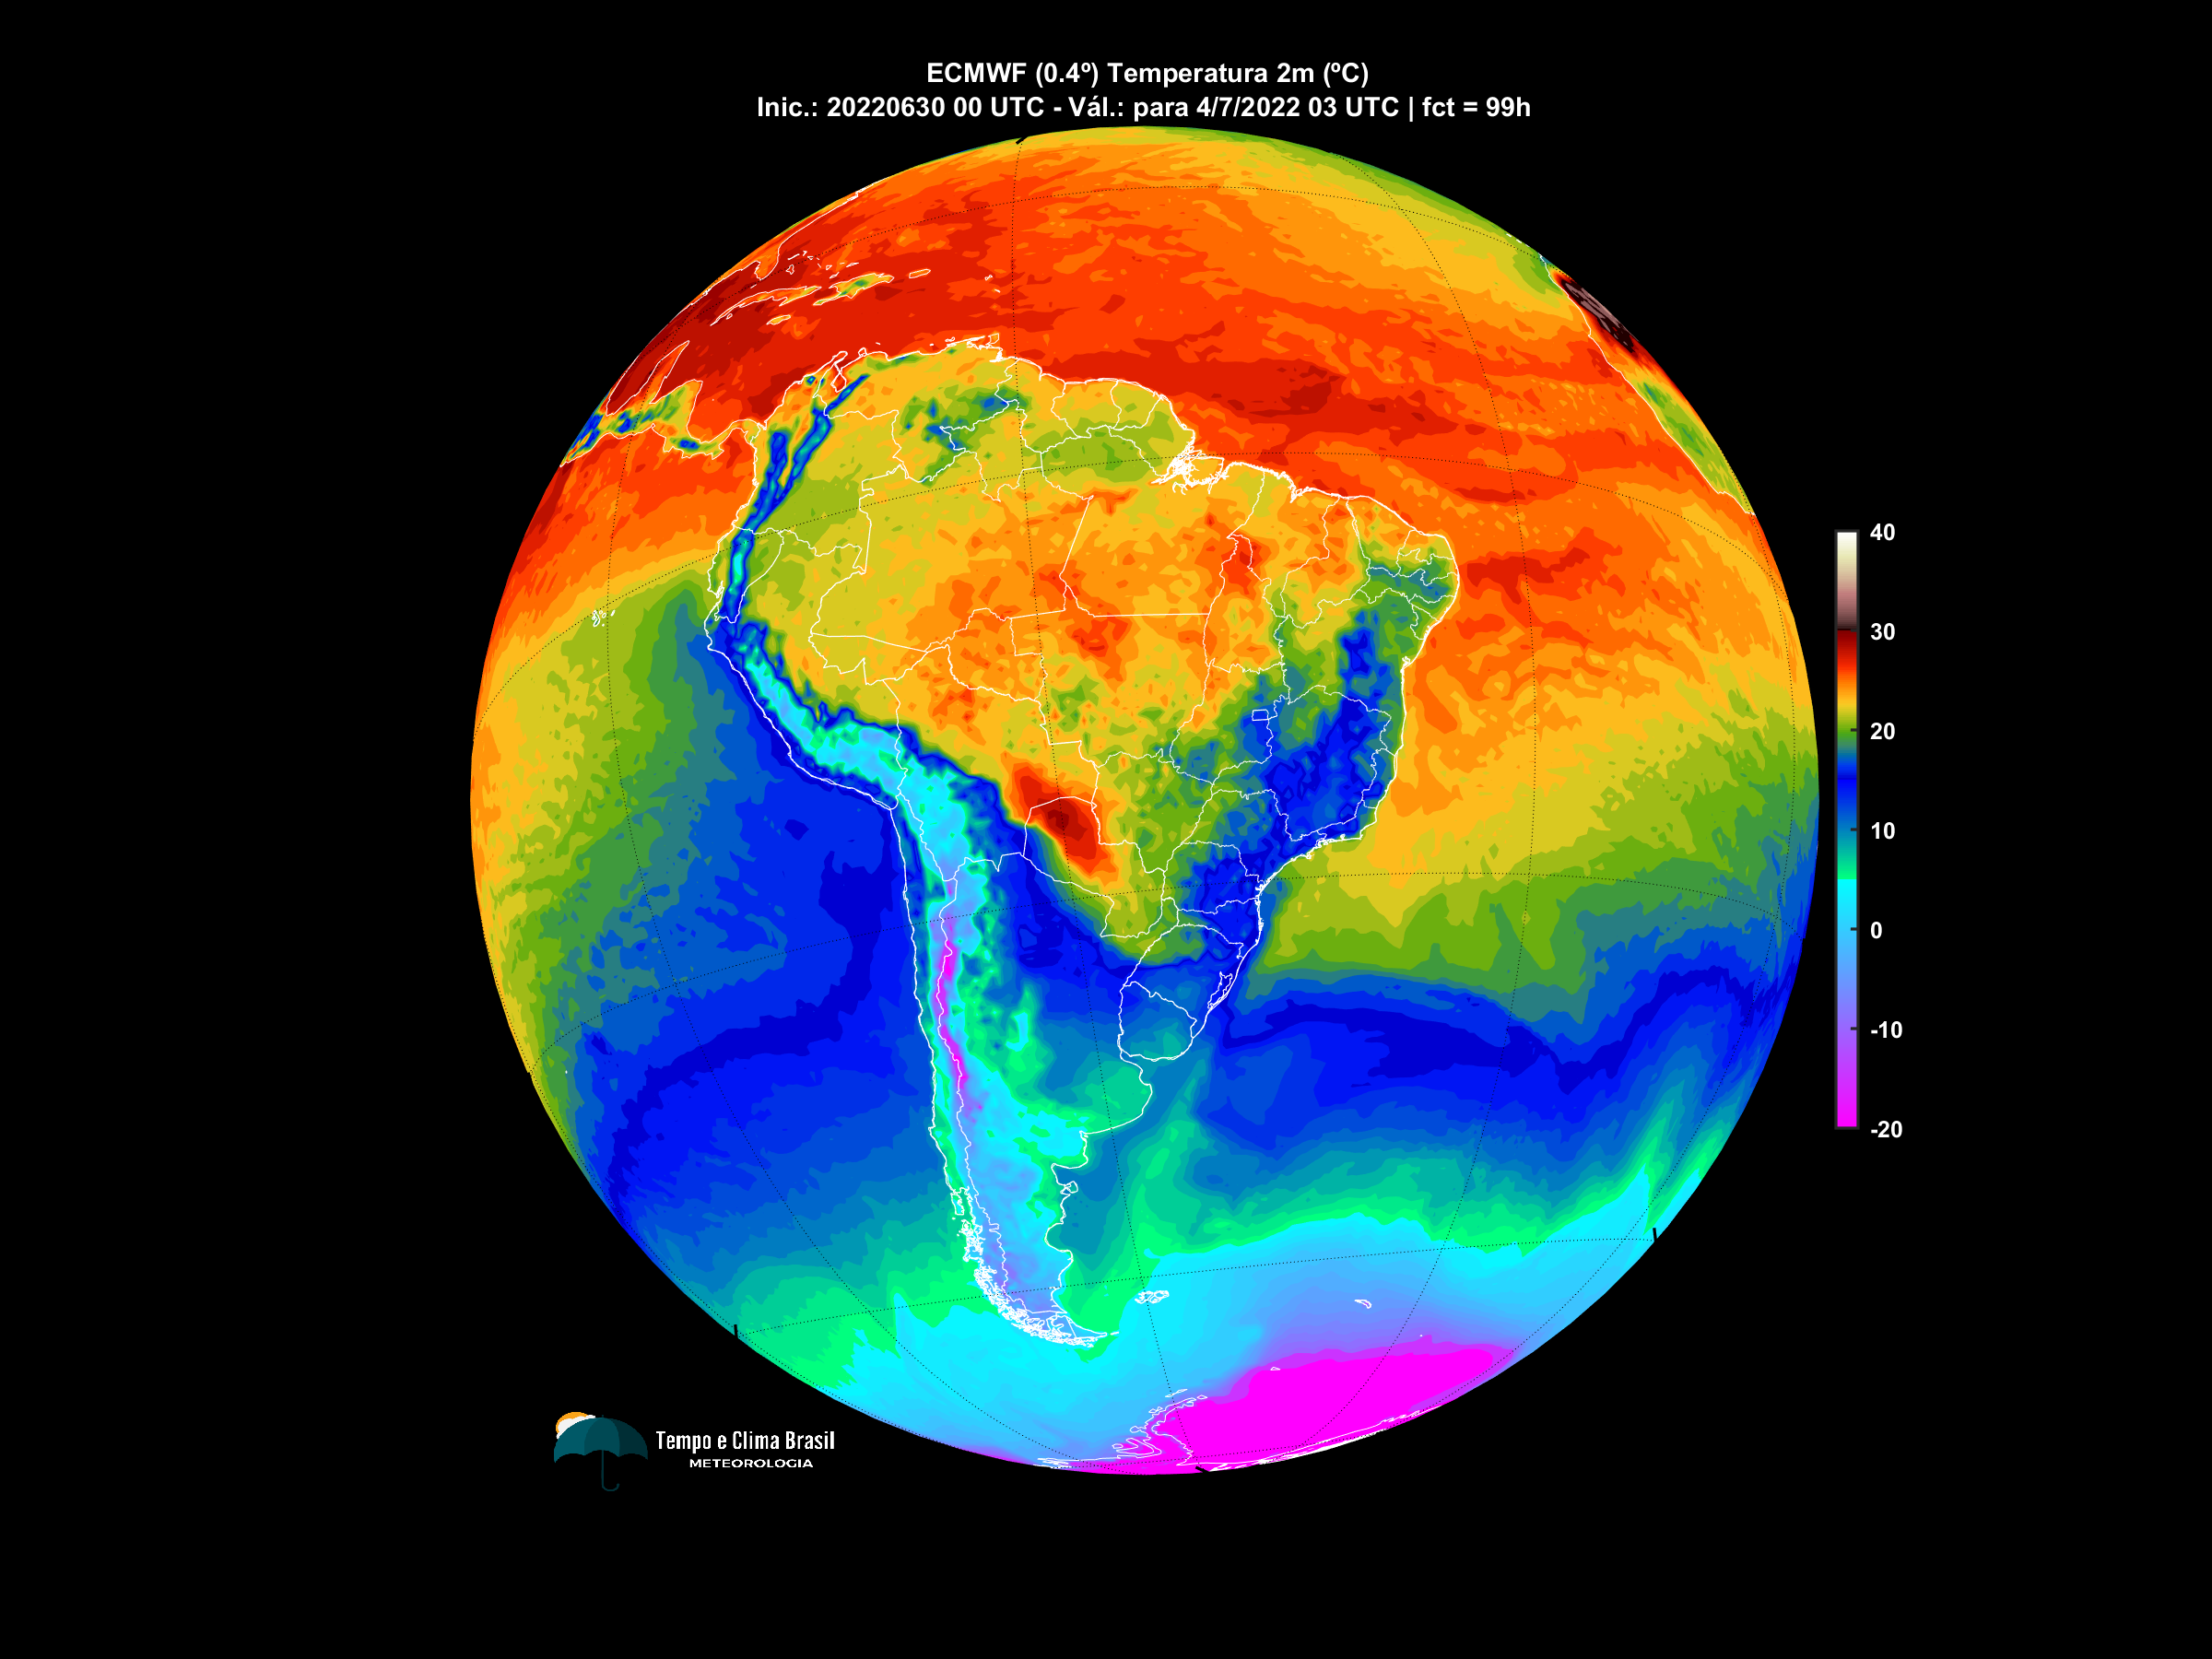 ECMWF (0.4º) Temperatura 2m (ºC)
Inic.: 20220630 00 UTC - Vál.: para 4/7/2022 03 UTC | fct = 99h
40
30
20
10
0
-10
-20
Tempo e Clima Brasil
METEOROLOGIA